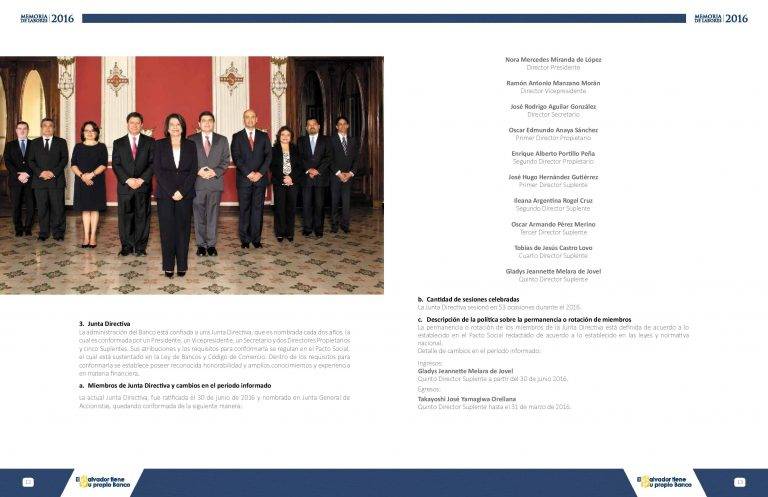 MEMORIA
DE LABORES 2016
3. Junta Directiva
La administración del Banco está confiada a una Junta Directiva, que es nombrada cada dos años, la
cual es conformada por un Presidente, un Vicepresidente, un Secretario y dos Directores Propietarios
y cinco Suplentes. Sus atribuciones y los requisitos para conformarla se regulan en el Pacto Social,
el cual está sustentado en la Ley de Bancos y Código de Comercio. Dentro de los requisitos para
conformarla se establece poseer reconocida honorabilidad y amplios conocimientos y experiencia
en materia financiera.
a. Miembros de Junta Directiva y cambios en el período informado
La actual Junta Directiva, fue ratificada el 30 de junio de 2016 y nombrado en Junta General de
Accionistas, quedando conformada de la siguiente manera:
12
El Salvador tiene
Su propio Banco
MEMORIA
DE LABORES 2016
Nora Mercedes Miranda de López
Director Presidente
Ramón Antonio Manzano Morán
Director Vicepresidente
José Rodrigo Aguilar González
Director Secretario
Oscar Edmundo Anaya Sánchez
Primer Director Propietario
Enrique Alberto Portillo Peña
Segundo Director Propietario
José Hugo Hernández Gutiérrez
Primer Director Suplente
Ileana Argentina Rogel Cruz
Segundo Director Suplente
Oscar Armando Pérez Merino
Tercer Director Suplente
Tobías de Jesús Castro Lovo
Cuarto Director Suplente
Gladys Jeannette Melara de Jovel
Quinto Director Suplente
b. Cantidad de sesiones celebradas
La Junta Directiva sesionó en 53 ocasiones durante el 2016.
c. Descripción de la política sobre la permanencia o rotación de miembros
La permanencia o rotación de los miembros de la Junta Directiva está definida de acuerdo a lo
establecido en el Pacto Social redactado de acuerdo a lo establecido en las leyes y normativa
nacional.
Detalle de cambios en el período informado:
Ingresos:
Gladys Jeannette Melara de Jovel
Quinto Director Suplente a partir del 30 de junio 2016.
Egresos:
Takayoshi José Yamagiwa Orellana
Quinto Director Suplente hasta el 31 de marzo de 2016.
El Salvador tiene
Su propio Banco
13